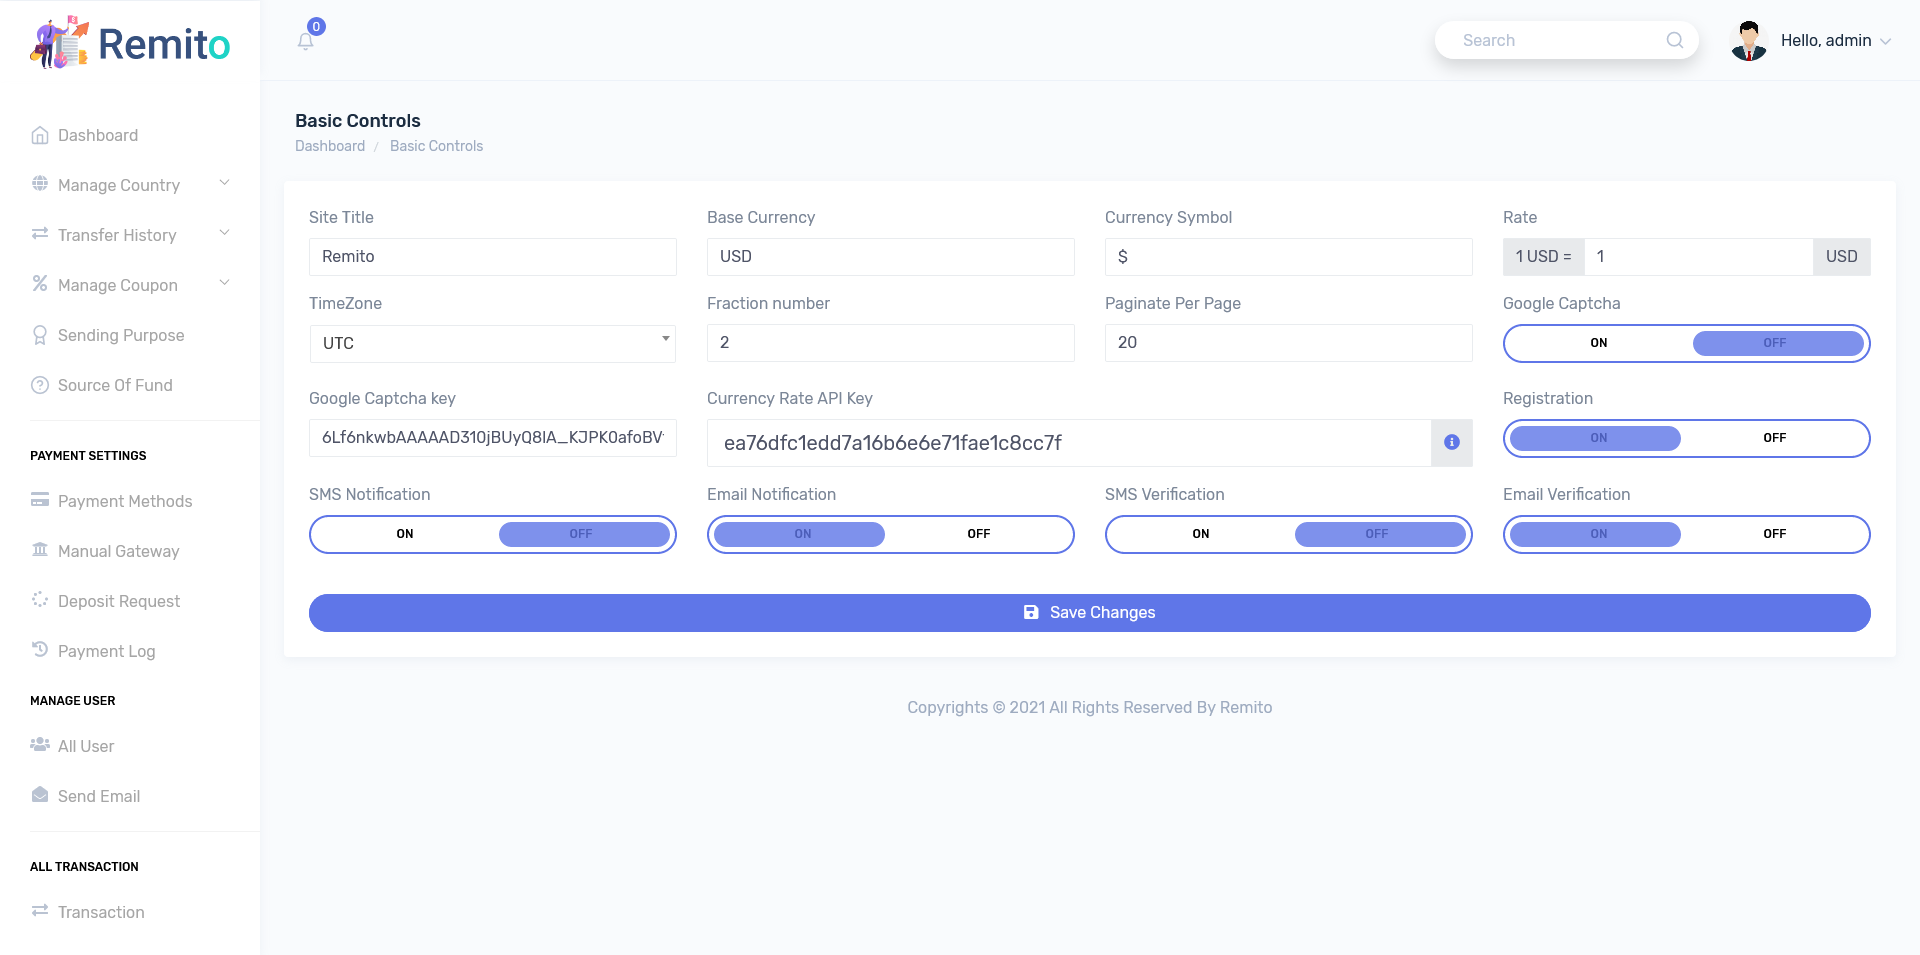 Remito
0
Search
Hello, admin
Dashboard
Manage Country
Transfer History
Manage Coupon
Sending Purpose
Source Of Fund
PAYMENT SETTINGS
Payment Methods
Manual Gateway
Deposit Request
Payment Log
MANAGE USER
All User
Send Email
ALL TRANSACTION
Transaction
Basic Controls
Dashboard / Basic Controls
Site Title
Remito
Base Currency
USD
Currency Symbol
$
Rate
1 USD = 1 USD
TimeZone
UTC
Fraction number
2
Paginate Per Page
20
Google Captcha
ON OFF
Google Captcha key
6Lf6nkwbAAAAAD310jBUyQ8lA_KJPK0afoBV
Currency Rate API Key
ea76dfc1edd7a16b6e6e71fae1c8cc7f
Registration
ON OFF
SMS Notification
ON OFF
Email Notification
ON OFF
SMS Verification
ON OFF
Email Verification
ON OFF
Save Changes
Copyrights © 2021 All Rights Reserved By Remito